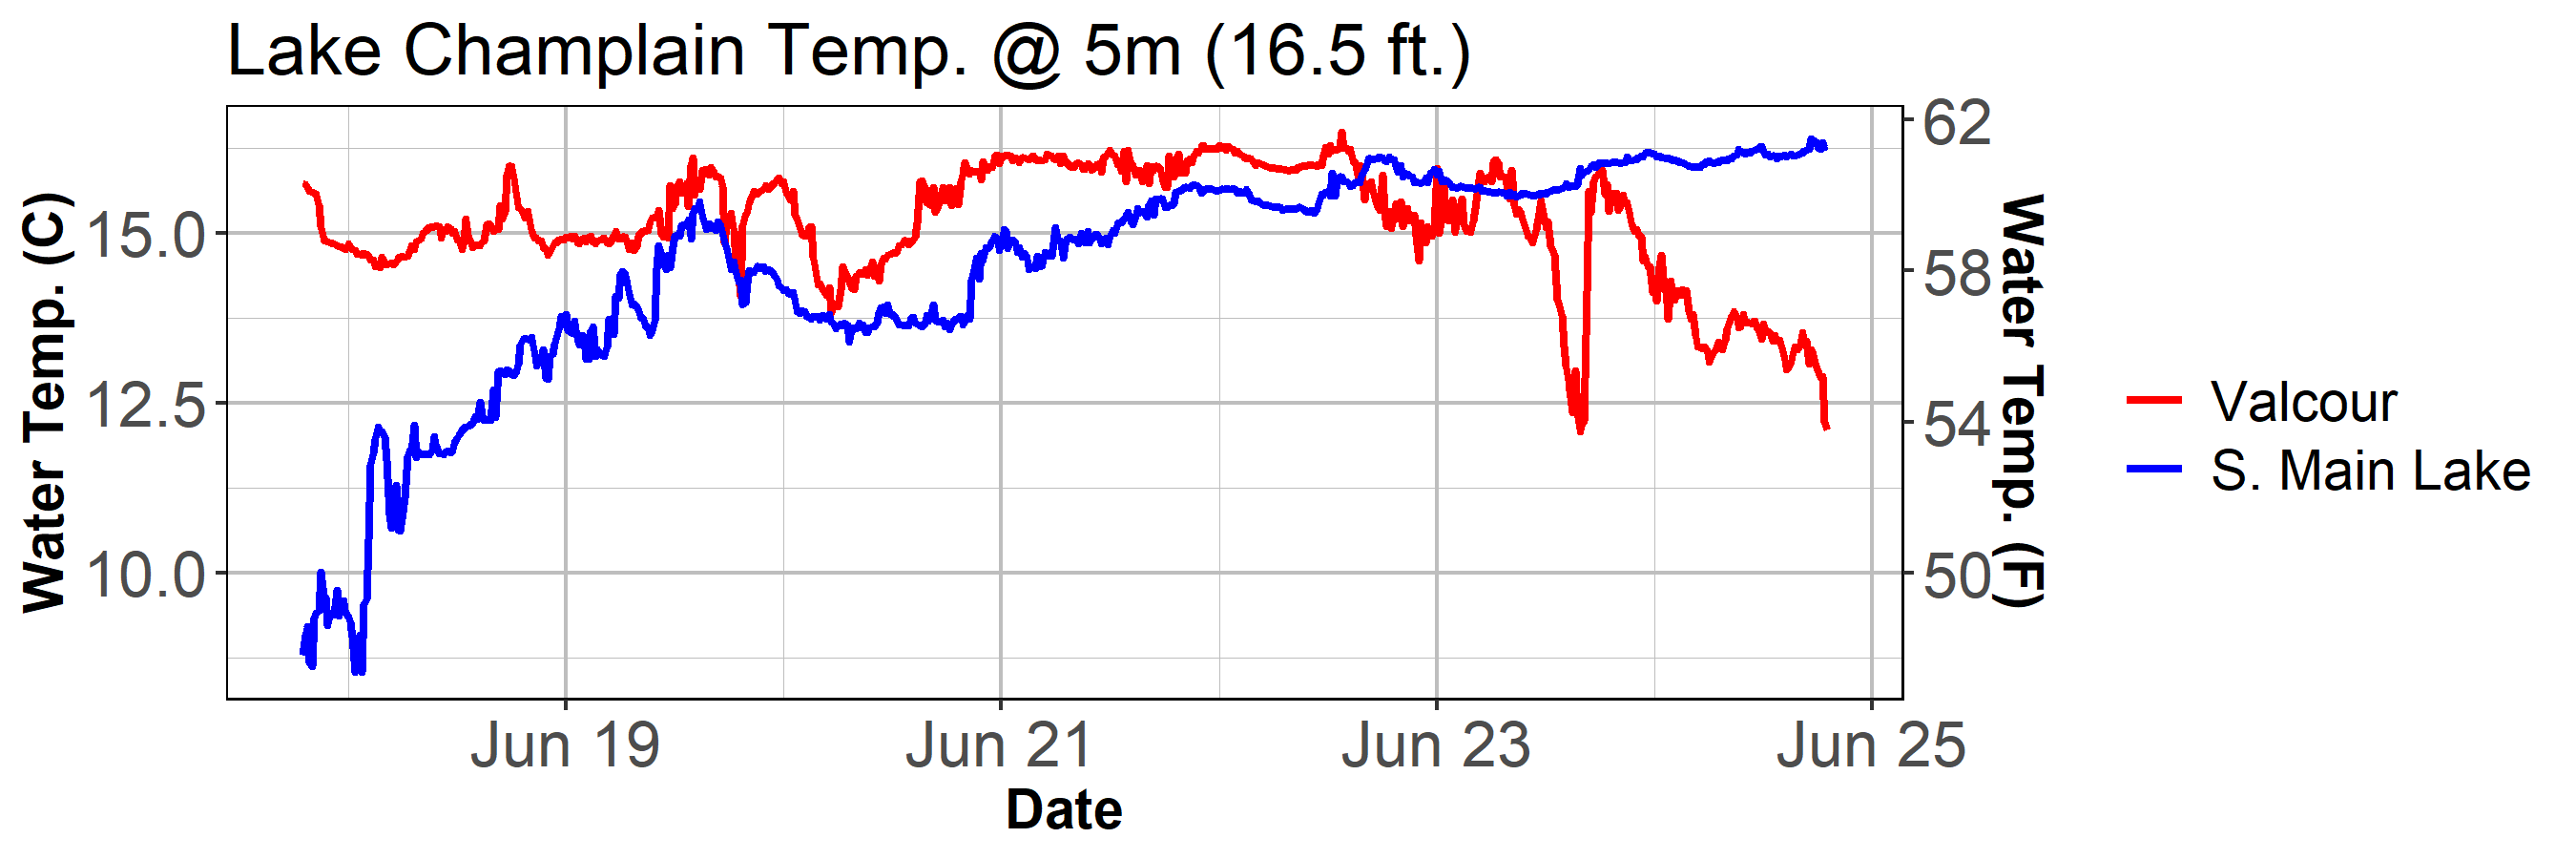 Lake Champlain Temp. @ 5m (16.5 ft.)
Water Temp. (C)
15.0
12.5
10.0
62
58
54
50
Water Temp. (F)
Jun 19
Jun 21
Jun 23
Jun 25
Date
Valcour
S. Main Lake